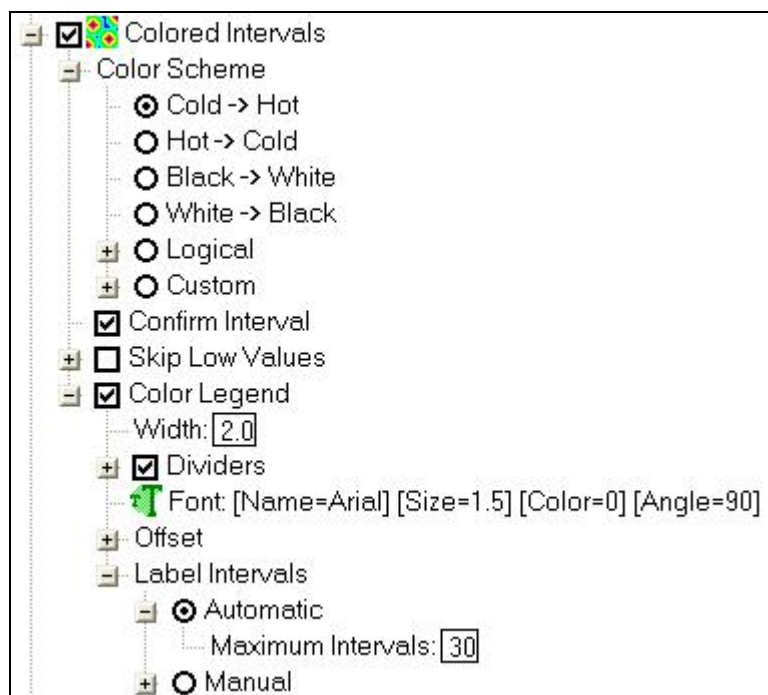 Colored Intervals
Color Scheme
Cold -> Hot
Hot -> Cold
Black -> White
White -> Black
Logical
Custom
Confirm Interval
Skip Low Values
Color Legend
Width: 2.0
Dividers
Font: [Name=Arial] [Size=1.5] [Color=0] [Angle=90]
Offset
Label Intervals
Automatic
Maximum Intervals: 30
Manual